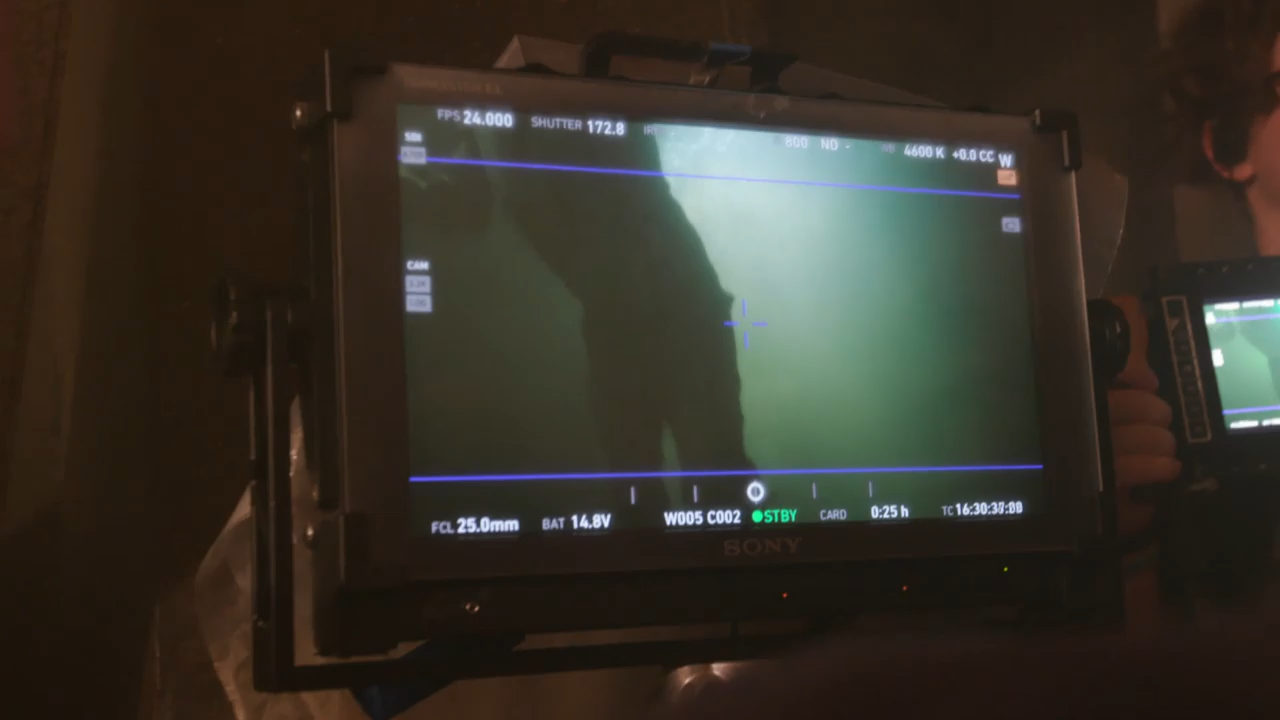 FPS 24.000 SHUTTER 172.8 800 ND - 4600 K +0.0 CC W
SDI
CAM
FCL 25.0mm BAT 14.8V W005 C002 STBY CARD 0:25 h TC
SONY